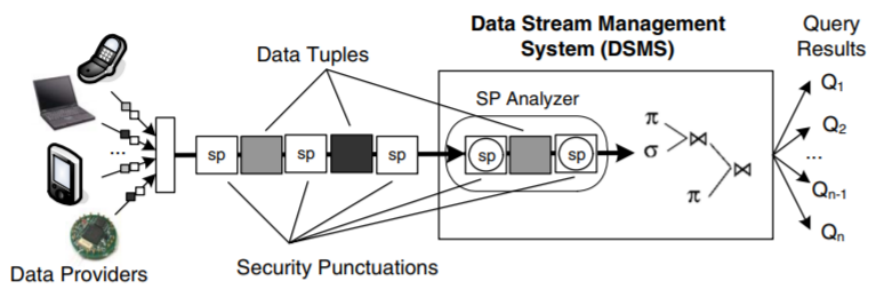 Data Stream Management
System (DSMS)
Query
Results
Data Tuples
SP Analyzer
Q1
Q2
...
Qn-1
Qn
...
sp
sp
sp
sp
sp
π
σ
⋈
π
⋈
Data Providers
Security Punctuations